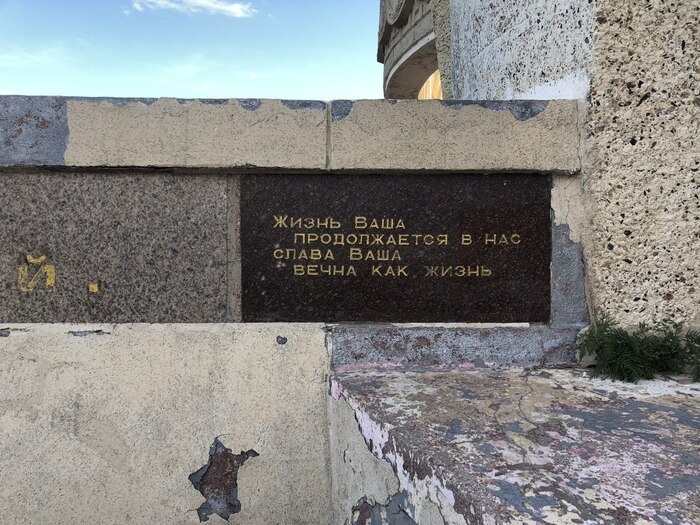 Жизнь Ваша
продолжается в нас
слава Ваша
вечна как жизнь
й.